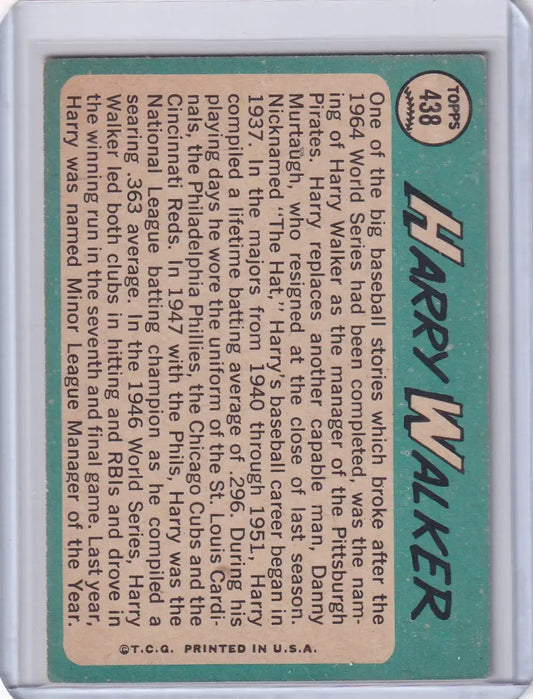 TOPPS
438
HARRY WALKER
One of the big baseball stories which broke after the
1964 World Series had been completed, was the nam-
ing of Harry Walker as the manager of the Pittsburgh
Pirates. Harry replaces another capable man, Danny
Murtaugh, who resigned at the close of last season.
Nicknamed "The Hat," Harry's baseball career began in
1937. In the majors from 1940 through 1951, Harry
compiled a lifetime batting average of .296. During his
playing days he wore the uniform of the St. Louis Cardi-
nals, the Philadelphia Phillies, the Chicago Cubs and the
Cincinnati Reds. In 1947 with the Phils, Harry was the
National League batting champion as he compiled a
searing .363 average. In the 1946 World Series, Harry
Walker led both clubs in hitting and RBIs and drove in
the winning run in the seventh and final game. Last year,
Harry was named Minor League Manager of the Year.
©T.C.G. PRINTED IN U.S.A.